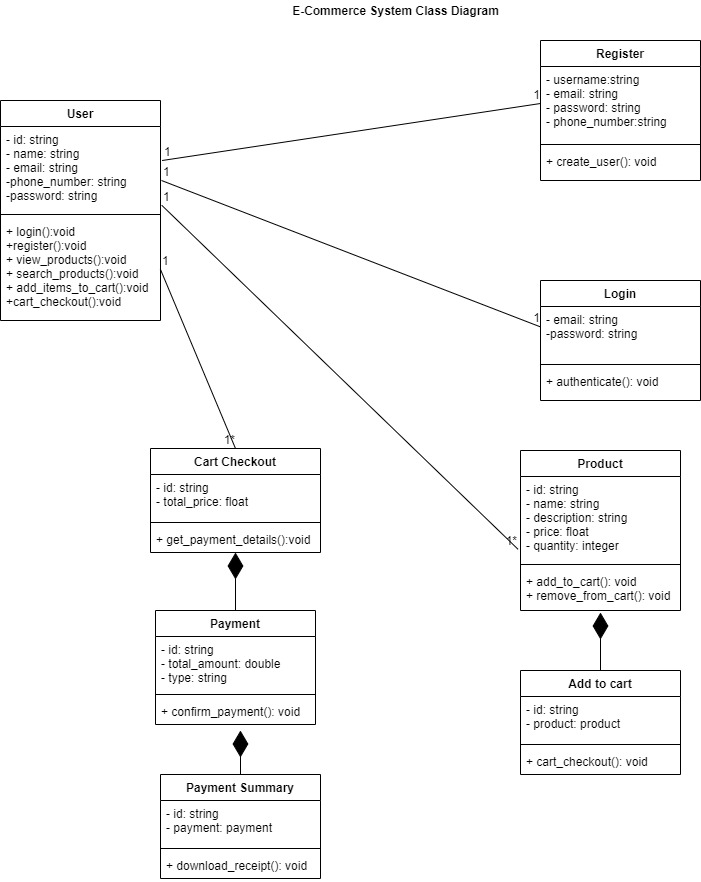 E-Commerce System Class Diagram
Register
- username:string
- email: string
- password: string
- phone_number:string
+ create_user(): void
User
- id: string
- name: string
- email: string
-phone_number: string
-password: string
+ login():void
+register():void
+ view_products():void
+ search_products():void
+ add_items_to_cart():void
+cart_checkout():void
1
1
1
1
1
1
1*
1*
Login
- email: string
-password: string
+ authenticate(): void
Cart Checkout
- id: string
- total_price: float
+ get_payment_details():void
Product
- id: string
- name: string
- description: string
- price: float
- quantity: integer
+ add_to_cart(): void
+ remove_from_cart(): void
Payment
- id: string
- total_amount: double
- type: string
+ confirm_payment(): void
Add to cart
- id: string
- product: product
+ cart_checkout(): void
Payment Summary
- id: string
- payment: payment
+ download_receipt(): void